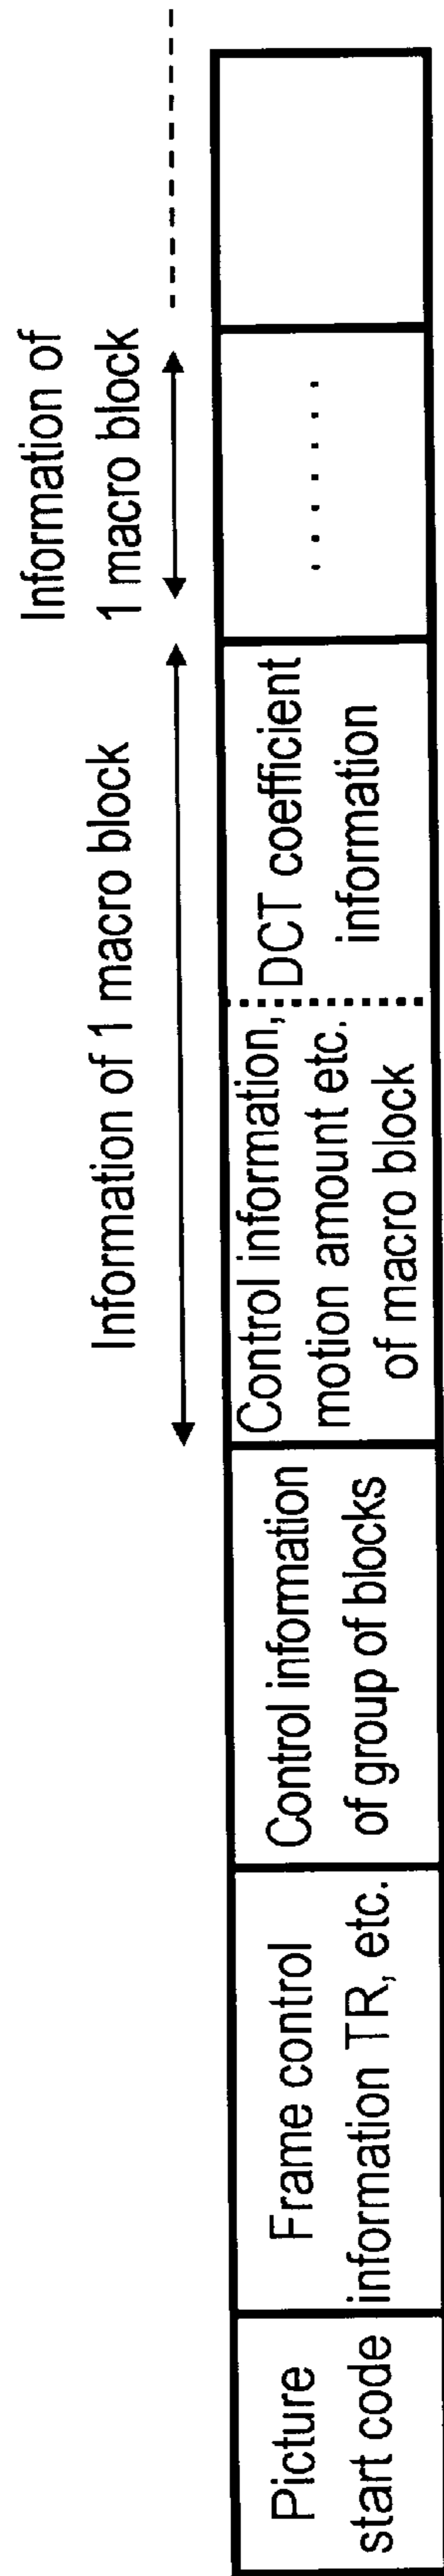 Information of
1 macro block
Information of 1 macro block
Picture
start code
Frame control
information TR, etc.
Control information
of group of blocks
Control information,
motion amount etc.
of macro block
DCT coefficient
information
. . . . . . .